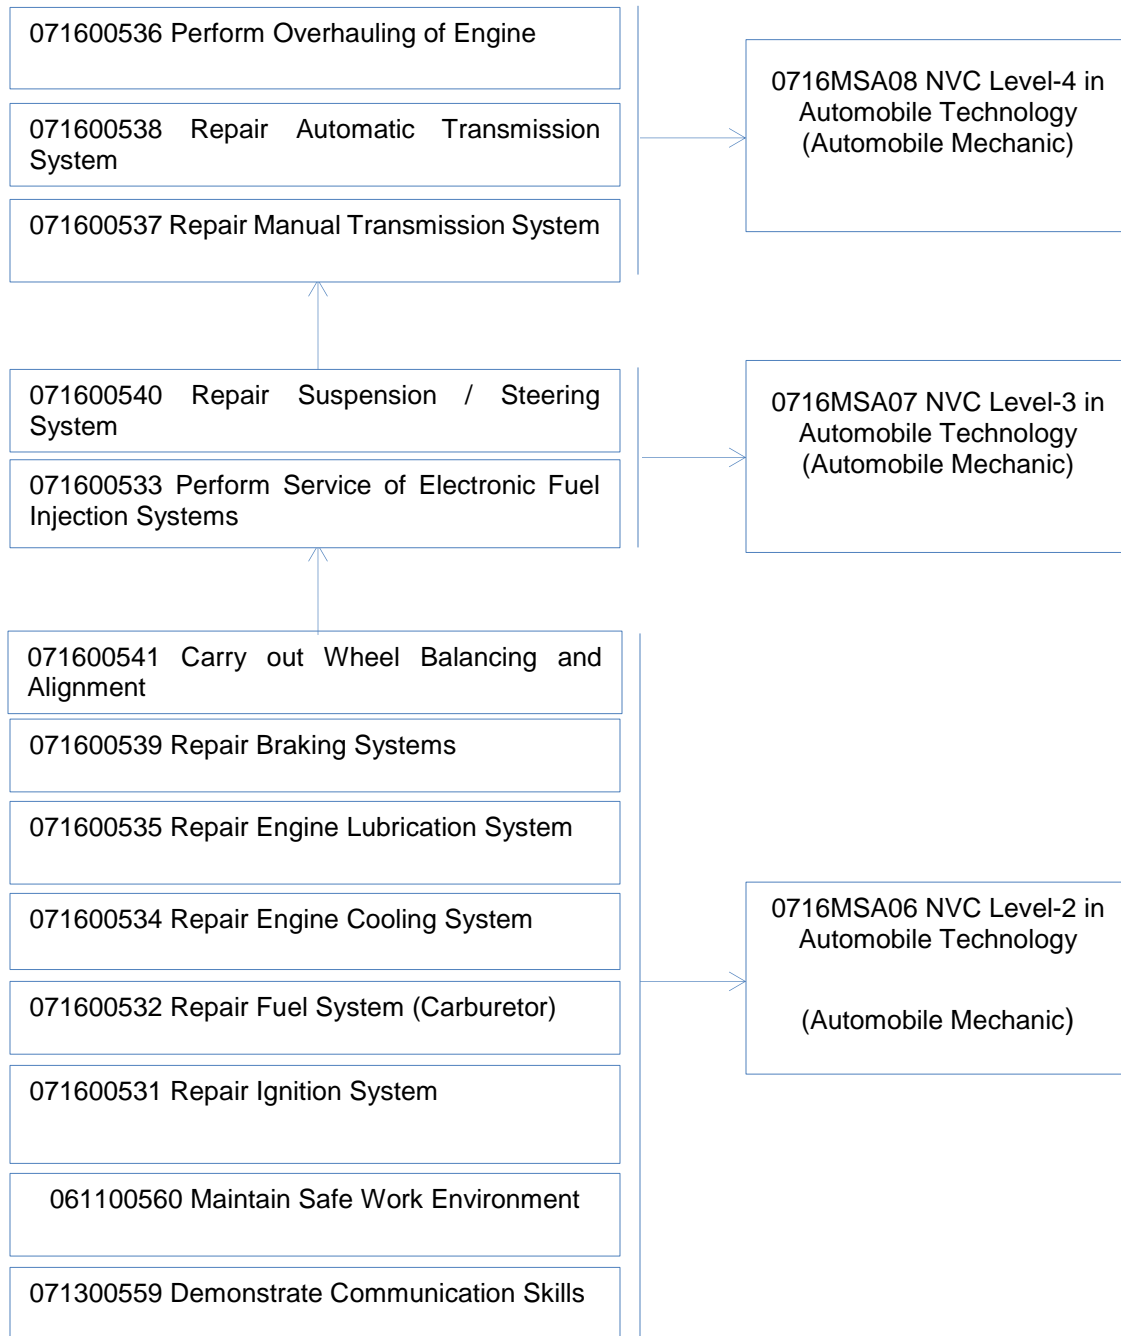 071600536 Perform Overhauling of Engine
071600538 Repair Automatic Transmission
System
071600537 Repair Manual Transmission System
0716MSA08 NVC Level-4 in
Automobile Technology
(Automobile Mechanic)
071600540 Repair Suspension / Steering
System
071600533 Perform Service of Electronic Fuel
Injection Systems
0716MSA07 NVC Level-3 in
Automobile Technology
(Automobile Mechanic)
071600541 Carry out Wheel Balancing and
Alignment
071600539 Repair Braking Systems
071600535 Repair Engine Lubrication System
071600534 Repair Engine Cooling System
071600532 Repair Fuel System (Carburetor)
071600531 Repair Ignition System
061100560 Maintain Safe Work Environment
071300559 Demonstrate Communication Skills
0716MSA06 NVC Level-2 in
Automobile Technology
(Automobile Mechanic)